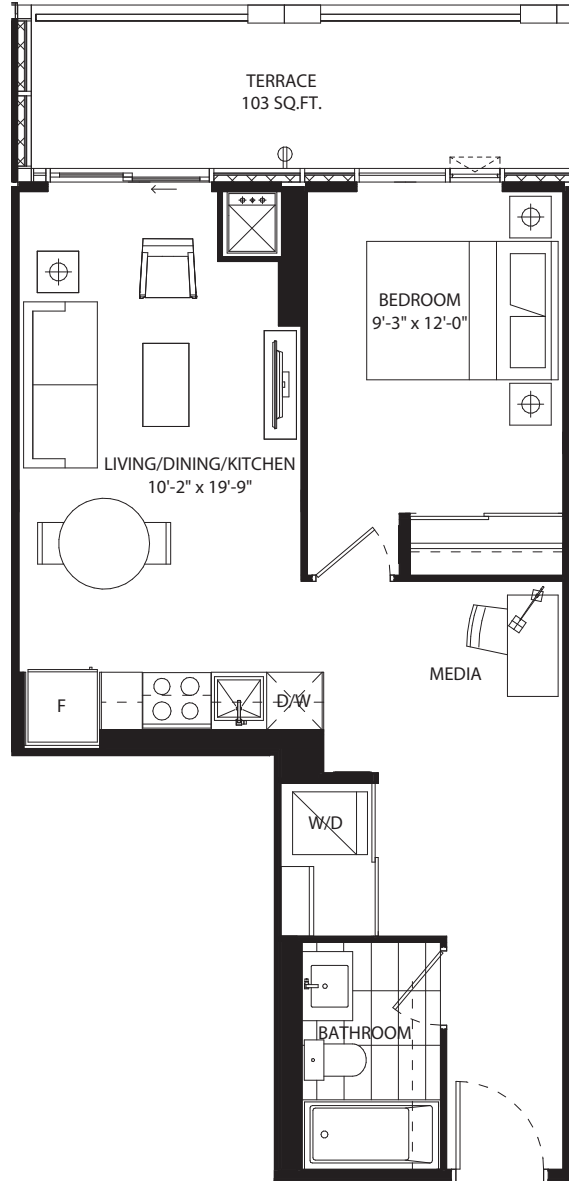 TERRACE
103 SQ.FT.
BEDROOM
9'-3" x 12'-0"
LIVING/DINING/KITCHEN
10'-2" x 19'-9"
MEDIA
F
D/W
W/D
BATHROOM